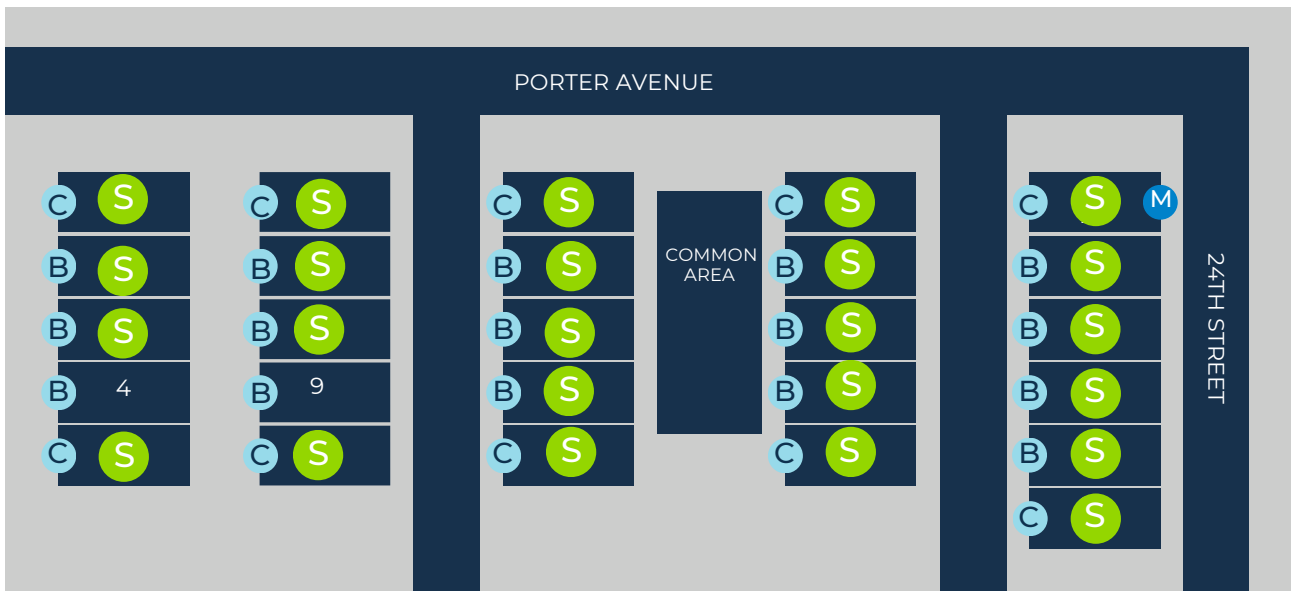 PORTER AVENUE
C S C S C S C S C S M
B S B S B S B S B S
COMMON
AREA
B S B S B S B S B S
B 4 B 9 B S B S B S
C S C S C S C S B S
C S
24TH STREET